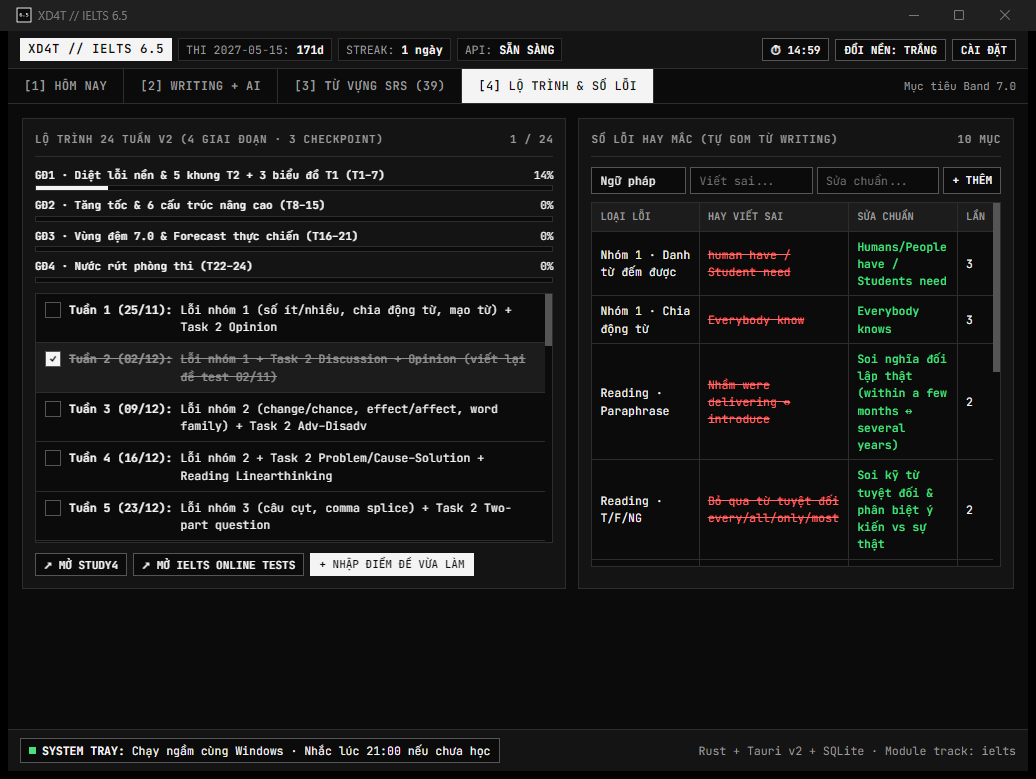 6.5 XD4T // IELTS 6.5
XD4T // IELTS 6.5 THI 2027-05-15: 171d STREAK: 1 ngày API: SẴN SÀNG ⏱ 14:59 ĐỔI NỀN: TRẮNG CÀI ĐẶT
[1] HÔM NAY [2] WRITING + AI [3] TỪ VỰNG SRS (39) [4] LỘ TRÌNH & SỔ LỖI Mục tiêu Band 7.0
LỘ TRÌNH 24 TUẦN V2 (4 GIAI ĐOẠN · 3 CHECKPOINT) 1 / 24
GĐ1 · Diệt lỗi nền & 5 khung T2 + 3 biểu đồ T1 (T1-7) 14%
GĐ2 · Tăng tốc & 6 cấu trúc nâng cao (T8-15) 0%
GĐ3 · Vùng đệm 7.0 & Forecast thực chiến (T16-21) 0%
GĐ4 · Nước rút phòng thi (T22-24) 0%
Tuần 1 (25/11): Lỗi nhóm 1 (số ít/nhiều, chia động từ, mạo từ) +
Task 2 Opinion
Tuần 2 (02/12): Lỗi nhóm 1 + Task 2 Discussion + Opinion (viết lại
đề test 02/11)
Tuần 3 (09/12): Lỗi nhóm 2 (change/chance, effect/affect, word
family) + Task 2 Adv-Disadv
Tuần 4 (16/12): Lỗi nhóm 2 + Task 2 Problem/Cause-Solution +
Reading Linearthinking
Tuần 5 (23/12): Lỗi nhóm 3 (câu cụt, comma splice) + Task 2 Two-
part question
↗ MỞ STUDY4 ↗ MỞ IELTS ONLINE TESTS + NHẬP ĐIỂM ĐỀ VỪA LÀM
SỔ LỖI HAY MẮC (TỰ GOM TỪ WRITING) 10 MỤC
Ngữ pháp Viết sai... Sửa chuẩn... + THÊM
LOẠI LỖI HAY VIẾT SAI SỬA CHUẨN LẦN
Nhóm 1 · Danh
từ đếm được
human have /
Student need
Humans/People
have /
Students need
3
Nhóm 1 · Chia
động từ
Everybody know
Everybody
knows
3
Reading ·
Paraphrase
Nhầm were
delivering ↔
introduce
Soi nghĩa đối
lập thật
(within a few
months ↔
several
years)
2
Reading ·
T/F/NG
Bỏ qua từ tuyệt đối
every/all/only/most
Soi kỹ từ
tuyệt đối &
phân biệt ý
kiến vs sự
thật
2
SYSTEM TRAY: Chạy ngầm cùng Windows · Nhắc lúc 21:00 nếu chưa học Rust + Tauri v2 + SQLite · Module track: ielts